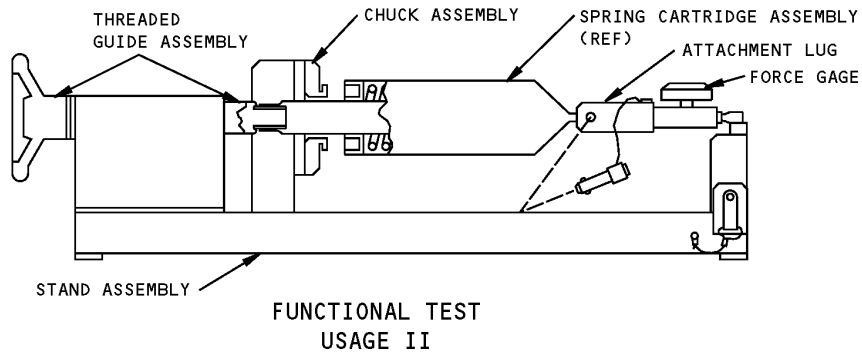 THREADED
GUIDE ASSEMBLY
CHUCK ASSEMBLY
SPRING CARTRIDGE ASSEMBLY
(REF)
ATTACHMENT LUG
FORCE GAGE
STAND ASSEMBLY
FUNCTIONAL TEST
USAGE II